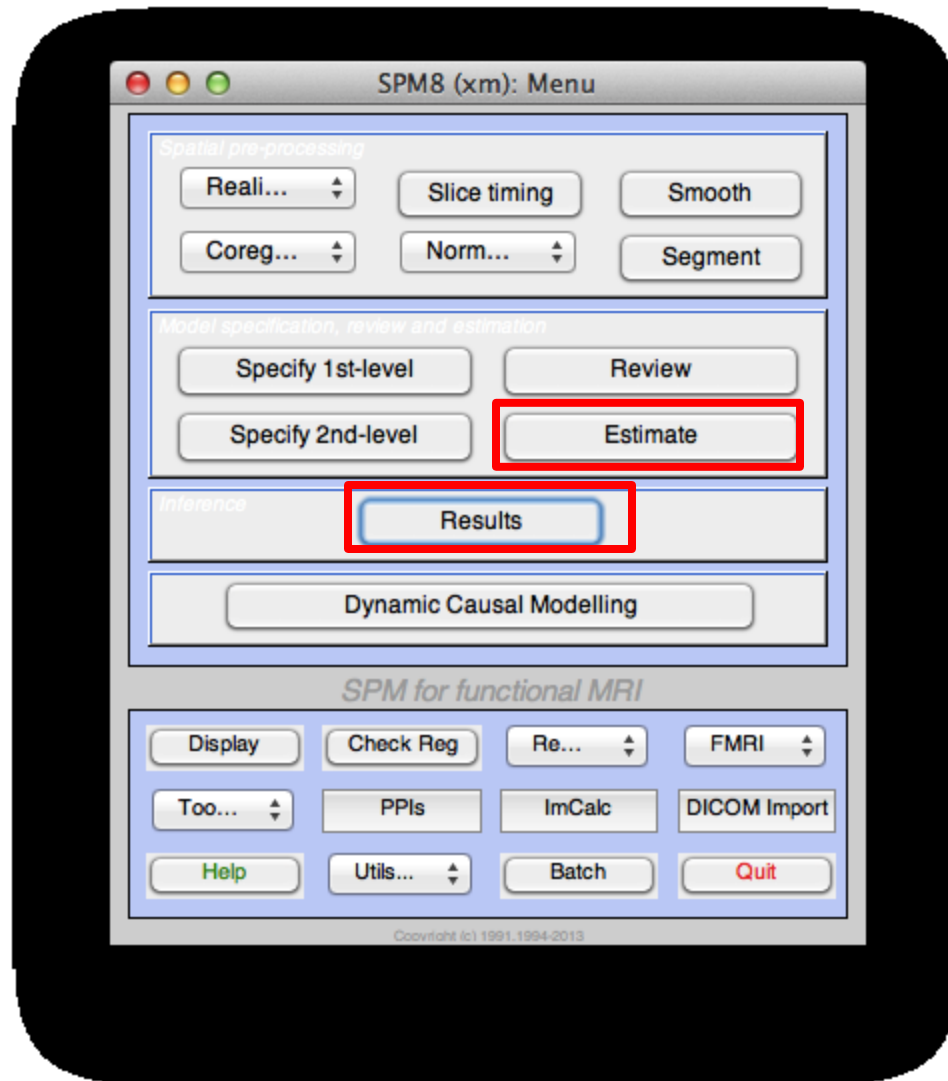 SPM8 (xm): Menu
Spatial pre-processing
Reali... Slice timing Smooth
Coreg... Norm... Segment
Model specification, review and estimation
Specify 1st-level Review
Specify 2nd-level Estimate
Inference
Results
Dynamic Causal Modelling
SPM for functional MRI
Display Check Reg Re... FMRI
Too... PPIs ImCalc DICOM Import
Help Utils... Batch Quit
Copyright (c) 1991,1994-2013